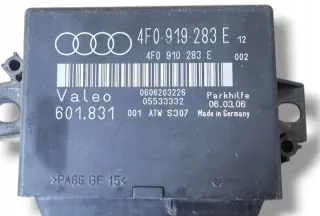 4F0 919 283 E 12
4F0 910 283 E 002
Valeo 0606203226 Parkhilfe
05533332 06.03.06
601.831 001 ATW S307 Made in Germany
>PA66 GF 15<